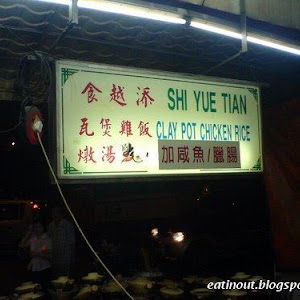 食越添 SHI YUE TIAN
瓦煲雞飯 CLAY POT CHICKEN RICE
燉湯 加咸魚/臘腸
eatinout.blogspo